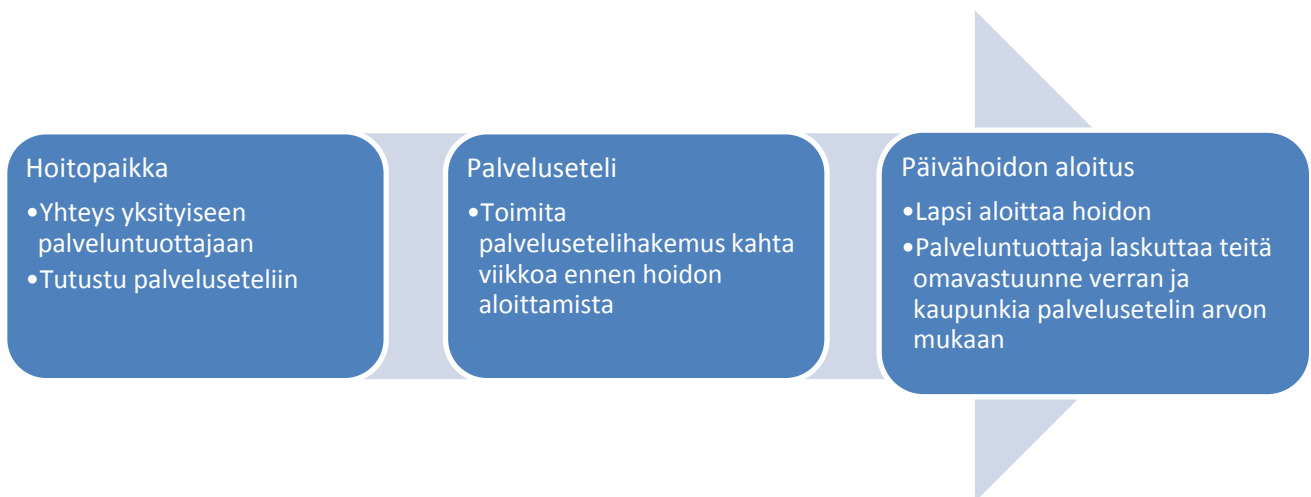 Hoitopaikka
•Yhteys yksityiseen
palveluntuottajaan
•Tutustu palveluseteliin
Palveluseteli
•Toimita
palvelusetelihakemus kahta
viikkoa ennen hoidon
aloittamista
Päivähoidon aloitus
•Lapsi aloittaa hoidon
•Palveluntuottaja laskuttaa teitä
omavastuunne verran ja
kaupunkia palvelusetelin arvon
mukaan